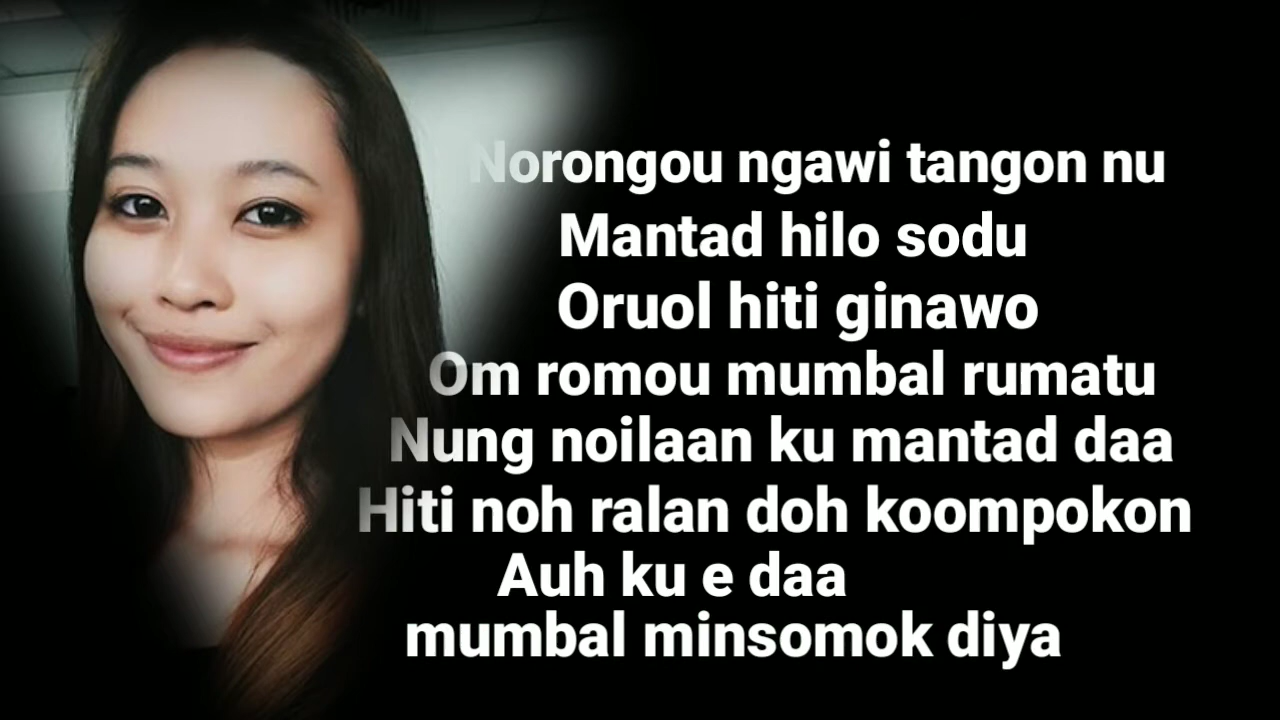 Norongou ngawi tangon nu
Mantad hilo sodu
Oruol hiti ginawo
Om romou mumbal rumatu
Nung noilaan ku mantad daa
Hiti noh ralan doh koompokon
Auh ku e daa
mumbal minsomok diya